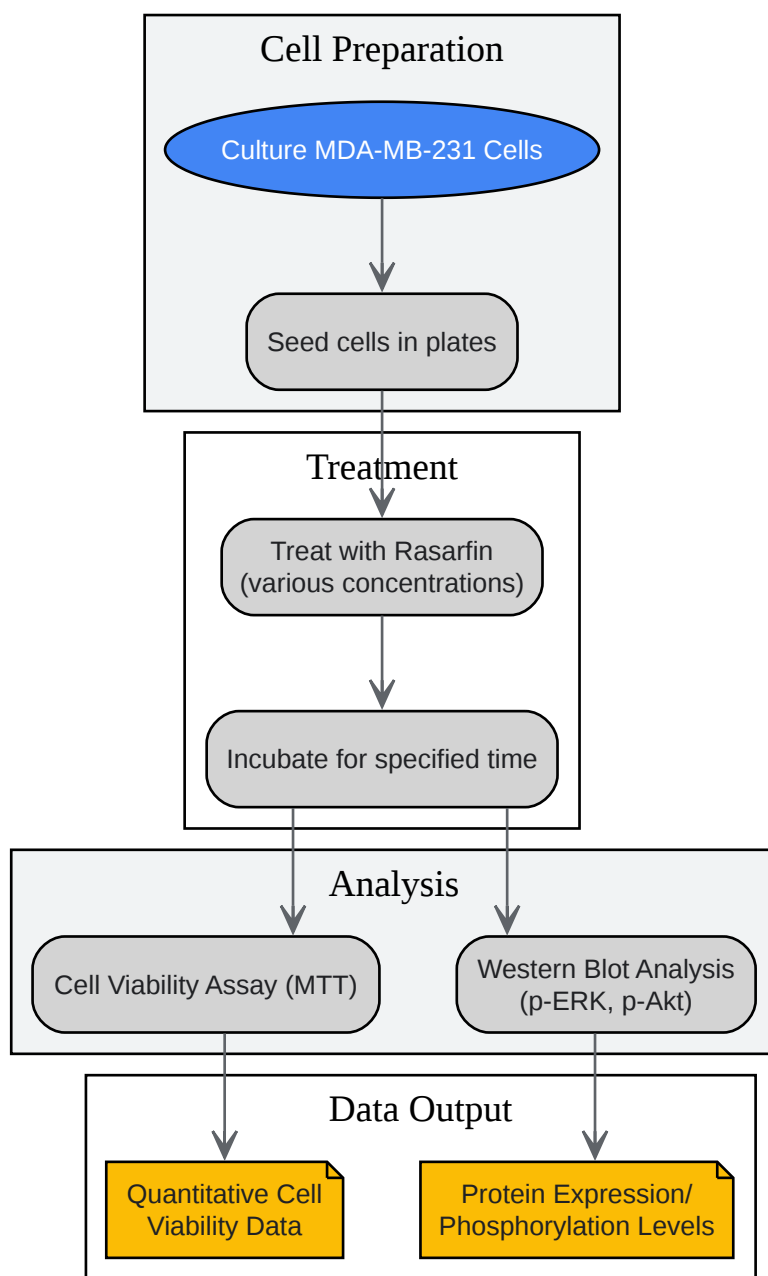 Cell Preparation
Culture MDA-MB-231 Cells
Seed cells in plates
Treatment
Treat with Rasarfin
(various concentrations)
Incubate for specified time
Analysis
Cell Viability Assay (MTT)
Western Blot Analysis
(p-ERK, p-Akt)
Data Output
Quantitative Cell
Viability Data
Protein Expression/
Phosphorylation Levels